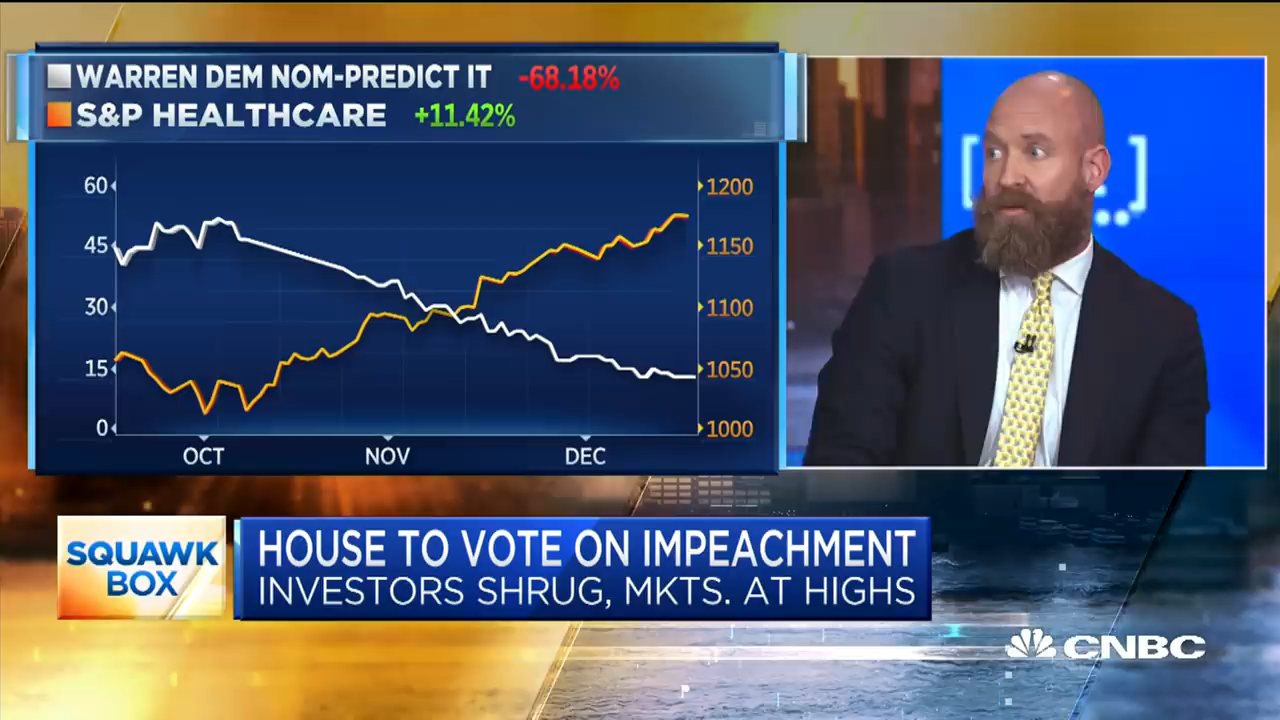 WARREN DEM NOM-PREDICT IT -68.18%
S&P HEALTHCARE +11.42%
60
45
30
15
0
1200
1150
1100
1050
1000
OCT NOV DEC
SQUAWK
BOX
HOUSE TO VOTE ON IMPEACHMENT
INVESTORS SHRUG, MKTS. AT HIGHS
CNBC